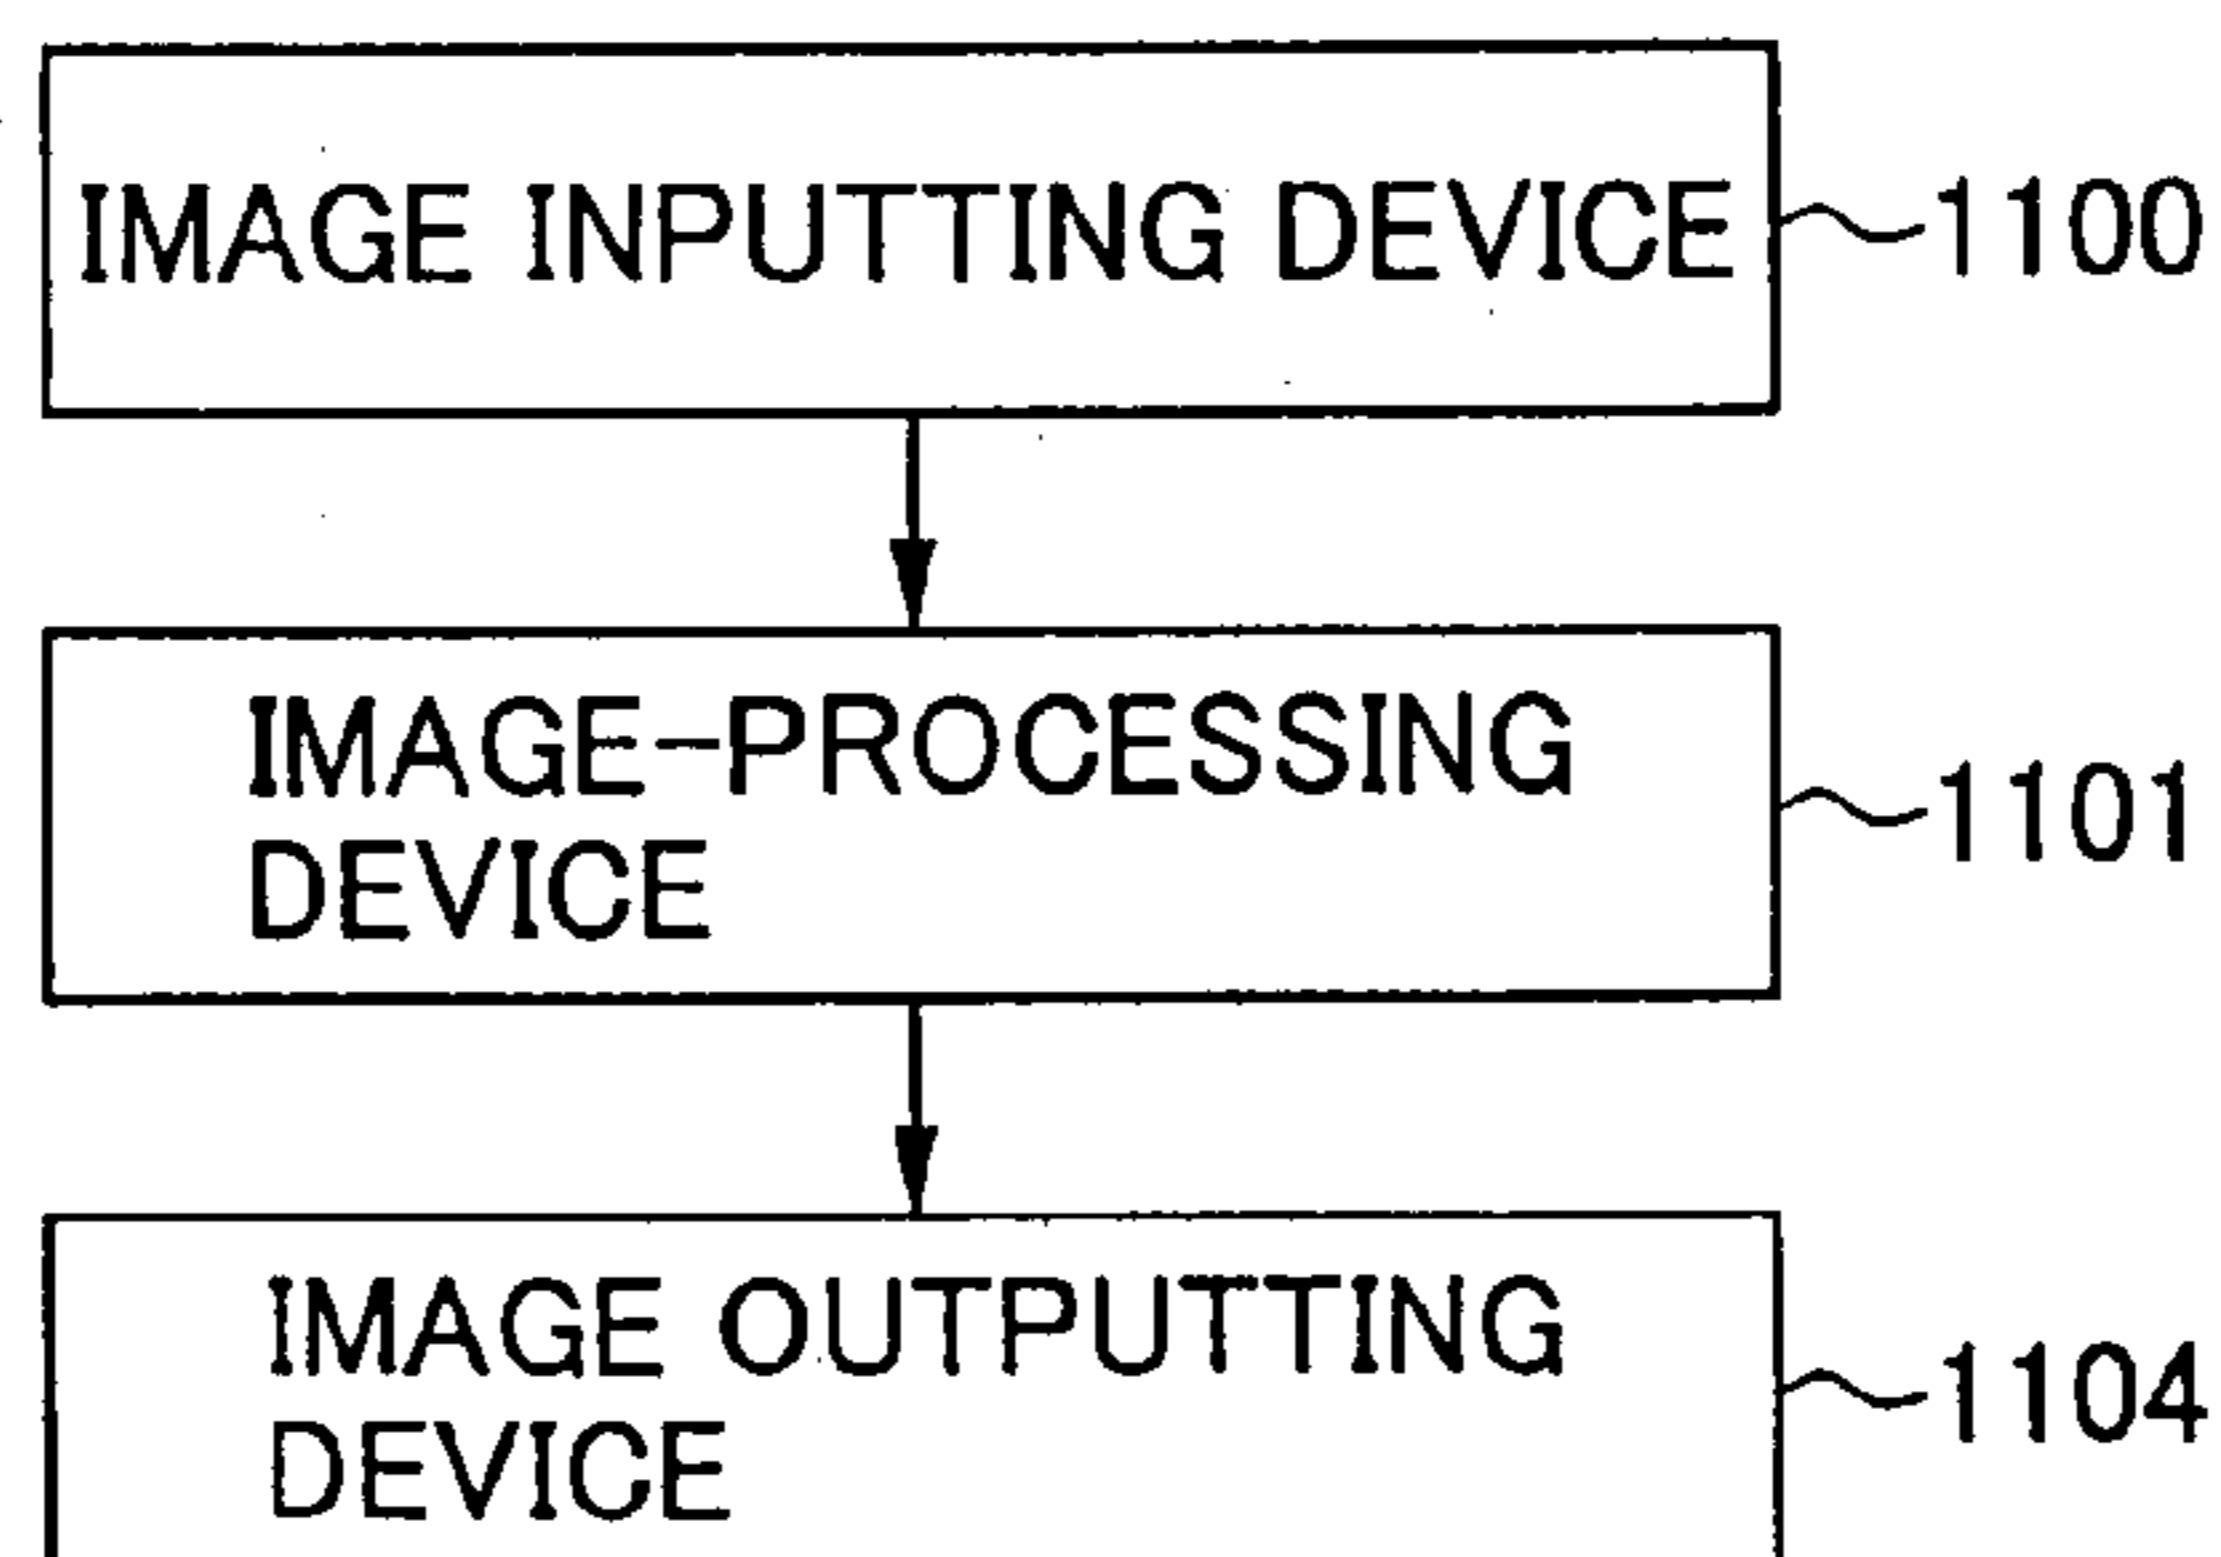 IMAGE INPUTTING DEVICE
1100
IMAGE-PROCESSING
DEVICE
1101
IMAGE OUTPUTTING
DEVICE
1104